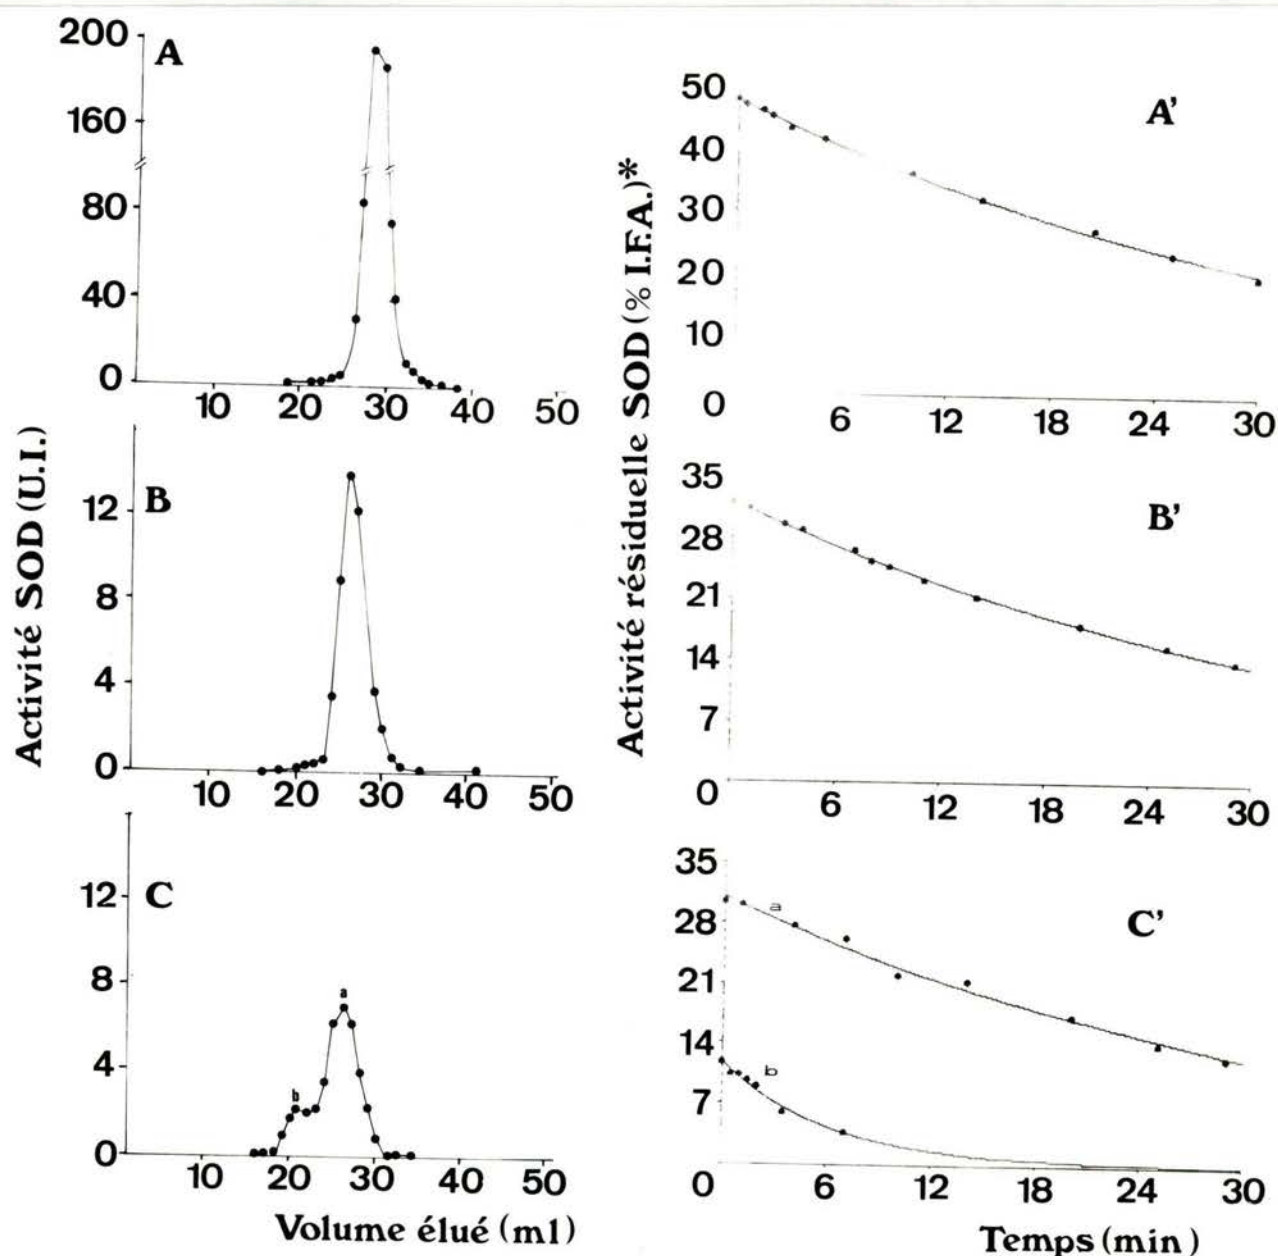 Activité SOD (U.I.)
A
200
160
80
40
0
10 20 30 40 50
B
12
8
4
0
10 20 30 40 50
C
12
8
4
0
a
b
10 20 30 40 50
Volume élué (ml)
Activité résiduelle SOD (% I.F.A.)*
A'
50
40
30
20
10
0
6 12 18 24 30
B'
35
28
21
14
7
0
6 12 18 24 30
C'
35
28
21
14
7
0
a
b
6 12 18 24 30
Temps (min)